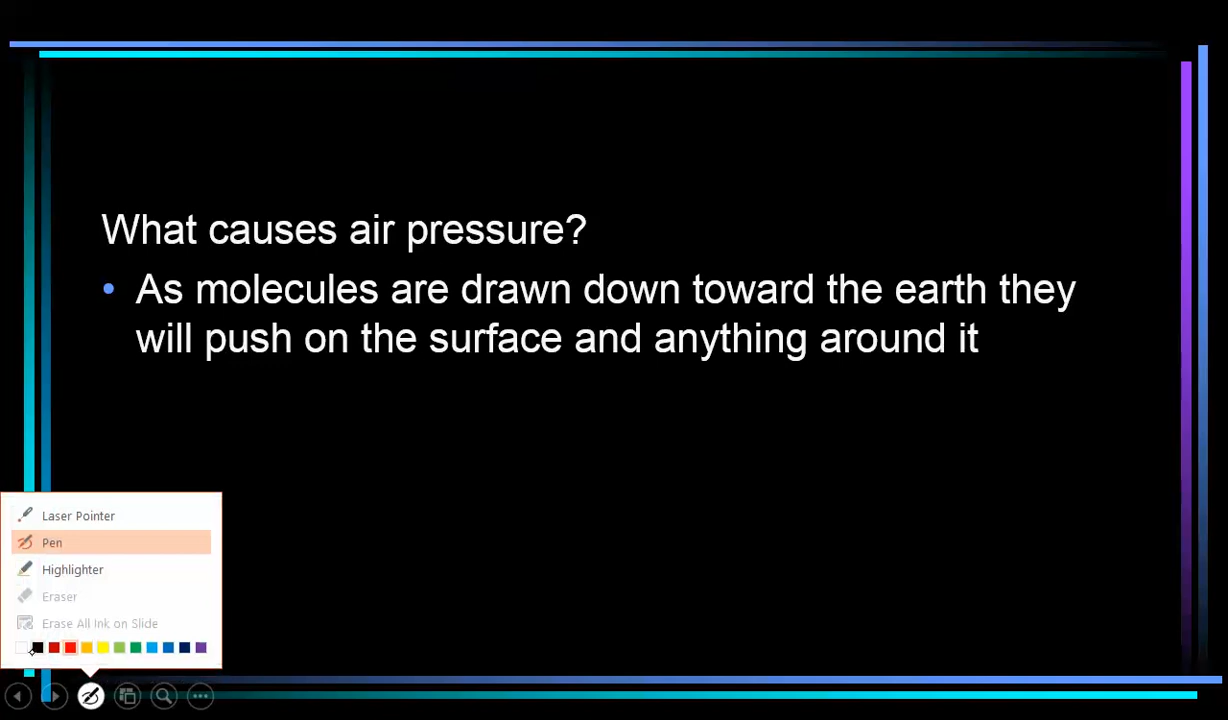 What causes air pressure?
• As molecules are drawn down toward the earth they
will push on the surface and anything around it
Laser Pointer
Pen
Highlighter
Eraser
Erase All Ink on Slide